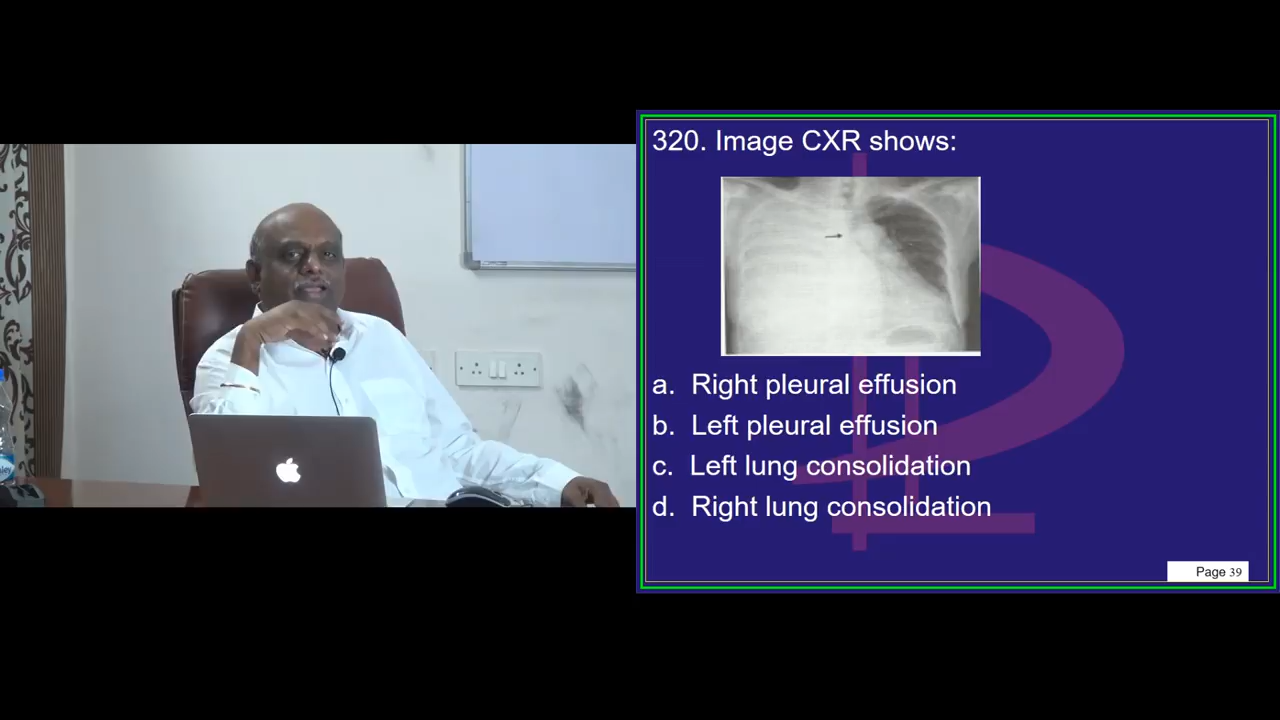 320. Image CXR shows:
a. Right pleural effusion
b. Left pleural effusion
c. Left lung consolidation
d. Right lung consolidation
Page 39